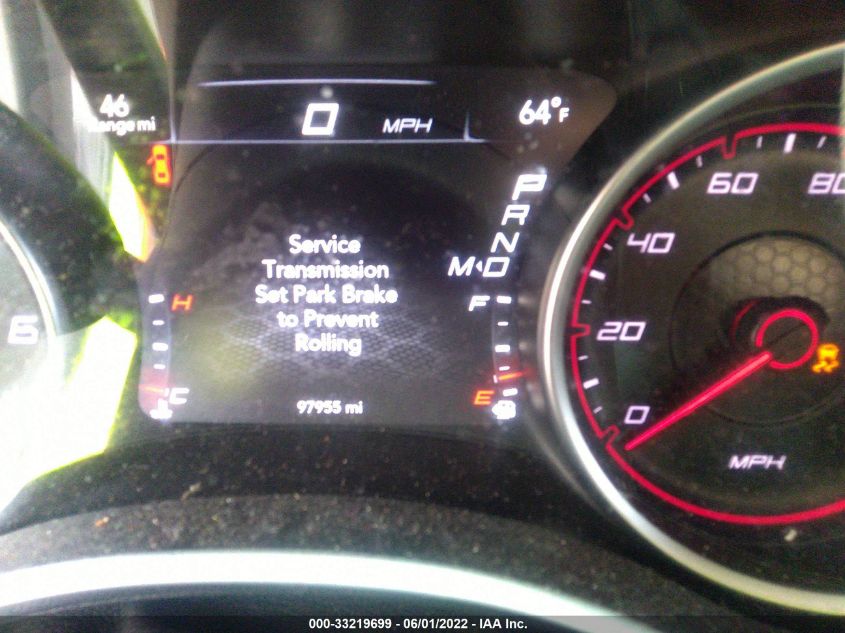 46
Range mi
0 MPH
64°F
P
R
N
M D
Service
Transmission
Set Park Brake
to Prevent
Rolling
H
C
F
E
97955 mi
6
80
60
40
20
0
MPH
000-33219699 - 06/01/2022 - IAA Inc.